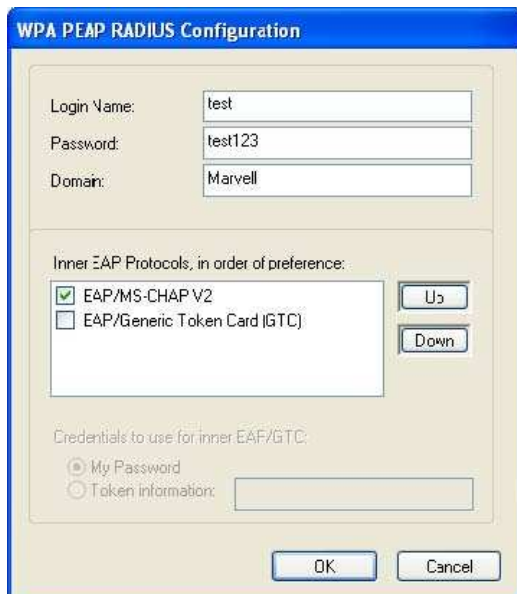 WPA PEAP RADIUS Configuration
Login Name: test
Password: test123
Domain: Marvell
Inner EAP Protocols, in order of preference:
EAP/MS-CHAP V2
EAP/Generic Token Card (GTC)
Up
Down
Credentials to use for inner EAP/GTC:
My Password
Token information:
OK Cancel